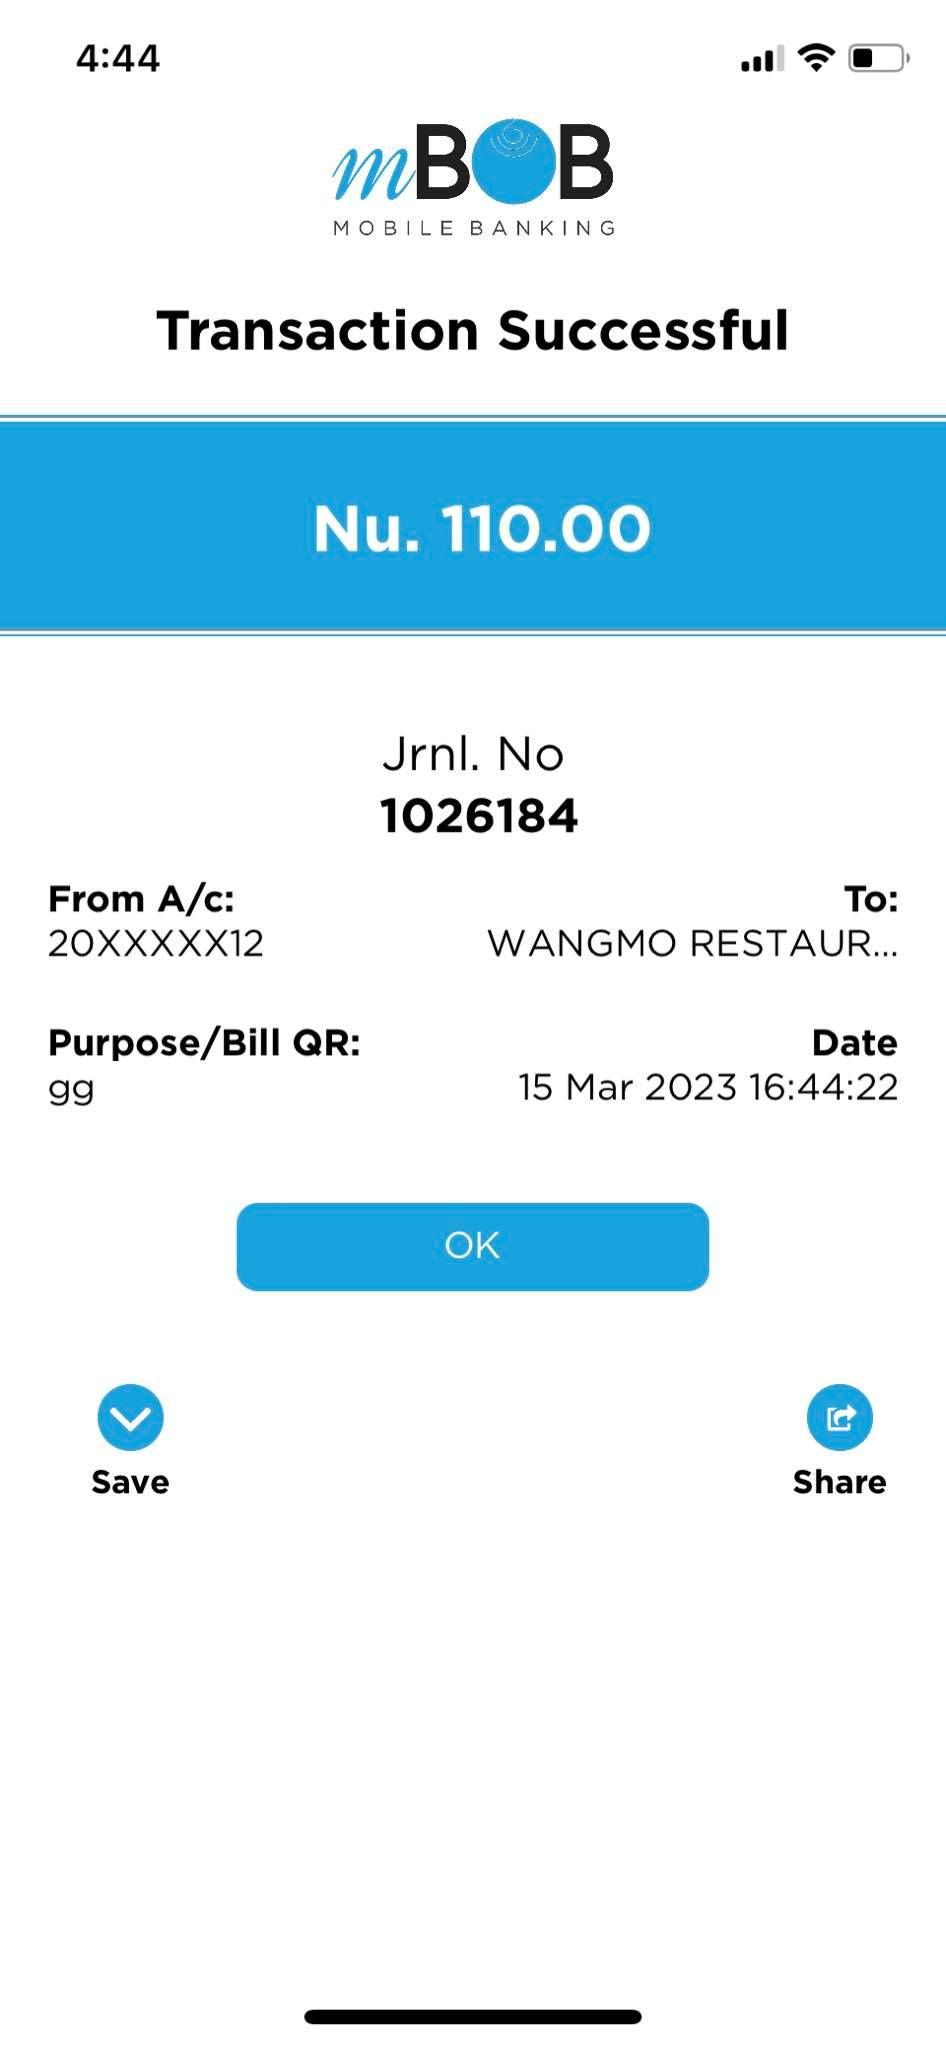 4:44
mBOB
MOBILE BANKING
Transaction Successful
Nu. 110.00
Jrnl. No
1026184
From A/c:
20XXXXX12
To:
WANGMO RESTAUR...
Purpose/Bill QR:
gg
Date
15 Mar 2023 16:44:22
OK
Save
Share